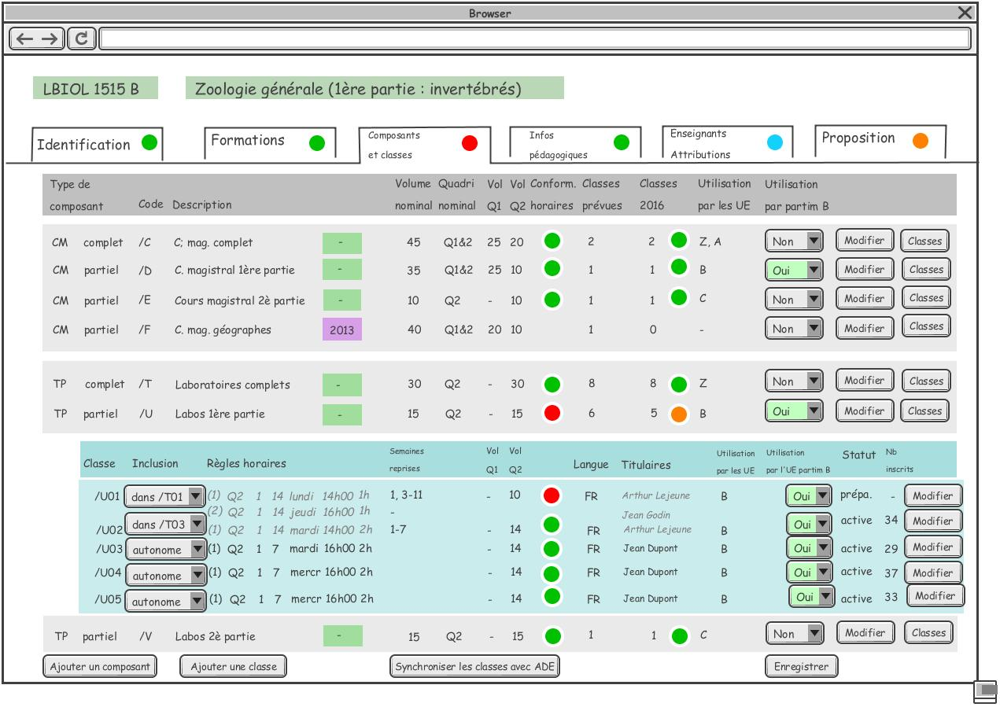 Browser
LBIOL 1515 B Zoologie générale (1ère partie : invertébrés)
Identification Formations Composants et classes Infos pédagogiques Enseignants Attributions Proposition
Type de composant Code Description Volume nominal Quadri nominal Vol Q1 Vol Q2 Conform. horaires Classes prévues Classes 2016 Utilisation par les UE Utilisation par partim B
CM complet /C C; mag. complet - 45 Q1&2 25 20 2 2 Z, A Non Modifier Classes
CM partiel /D C. magistral 1ère partie - 35 Q1&2 25 10 1 1 B Oui Modifier Classes
CM partiel /E Cours magistral 2è partie - 10 Q2 - 10 1 1 C Non Modifier Classes
CM partiel /F C. mag. géographes 2013 40 Q1&2 20 10 1 0 - Non Modifier Classes
TP complet /T Laboratoires complets - 30 Q2 - 30 8 8 Z Non Modifier Classes
TP partiel /U Labos 1ère partie - 15 Q2 - 15 6 5 B Oui Modifier Classes
Classe Inclusion Règles horaires Semaines reprises Vol Q1 Vol Q2 Langue Titulaires Utilisation par les UE Utilisation par l'UE partim B Statut Nb inscrits
/U01 dans /T01 (1) Q2 1 14 lundi 14h00 1h 1, 3-11 - 10 FR Arthur Lejeune B Oui prépa. - Modifier
(2) Q2 1 14 jeudi 16h00 1h - Jean Godin
/U02 dans /T03 (1) Q2 1 14 mardi 14h00 2h 1-7 - 14 FR Arthur Lejeune B Oui active 34 Modifier
/U03 autonome (1) Q2 1 7 mardi 16h00 2h - 14 FR Jean Dupont B Oui active 29 Modifier
/U04 autonome (1) Q2 1 7 mercr 16h00 2h - 14 FR Jean Dupont B Oui active 37 Modifier
/U05 autonome (1) Q2 1 7 mercr 16h00 2h - 14 FR Jean Dupont B Oui active 33 Modifier
TP partiel /V Labos 2è partie - 15 Q2 - 15 1 1 C Non Modifier Classes
Ajouter un composant Ajouter une classe Synchroniser les classes avec ADE Enregistrer